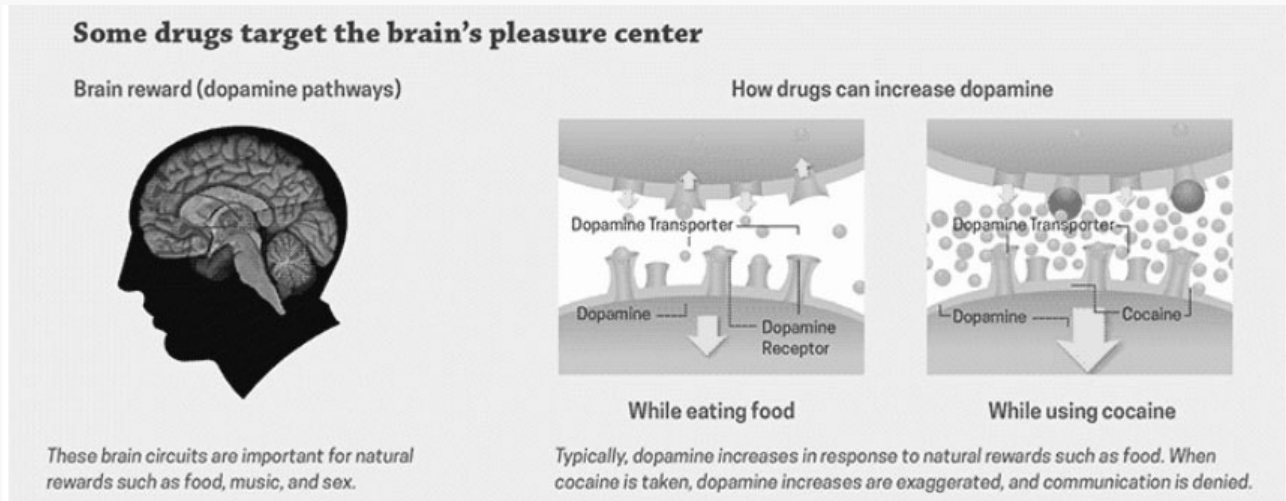 Some drugs target the brain's pleasure center
Brain reward (dopamine pathways)
These brain circuits are important for natural
rewards such as food, music, and sex.
How drugs can increase dopamine
Dopamine Transporter
Dopamine
Dopamine
Receptor
While eating food
Dopamine Transporter
Dopamine
Cocaine
While using cocaine
Typically, dopamine increases in response to natural rewards such as food. When
cocaine is taken, dopamine increases are exaggerated, and communication is denied.